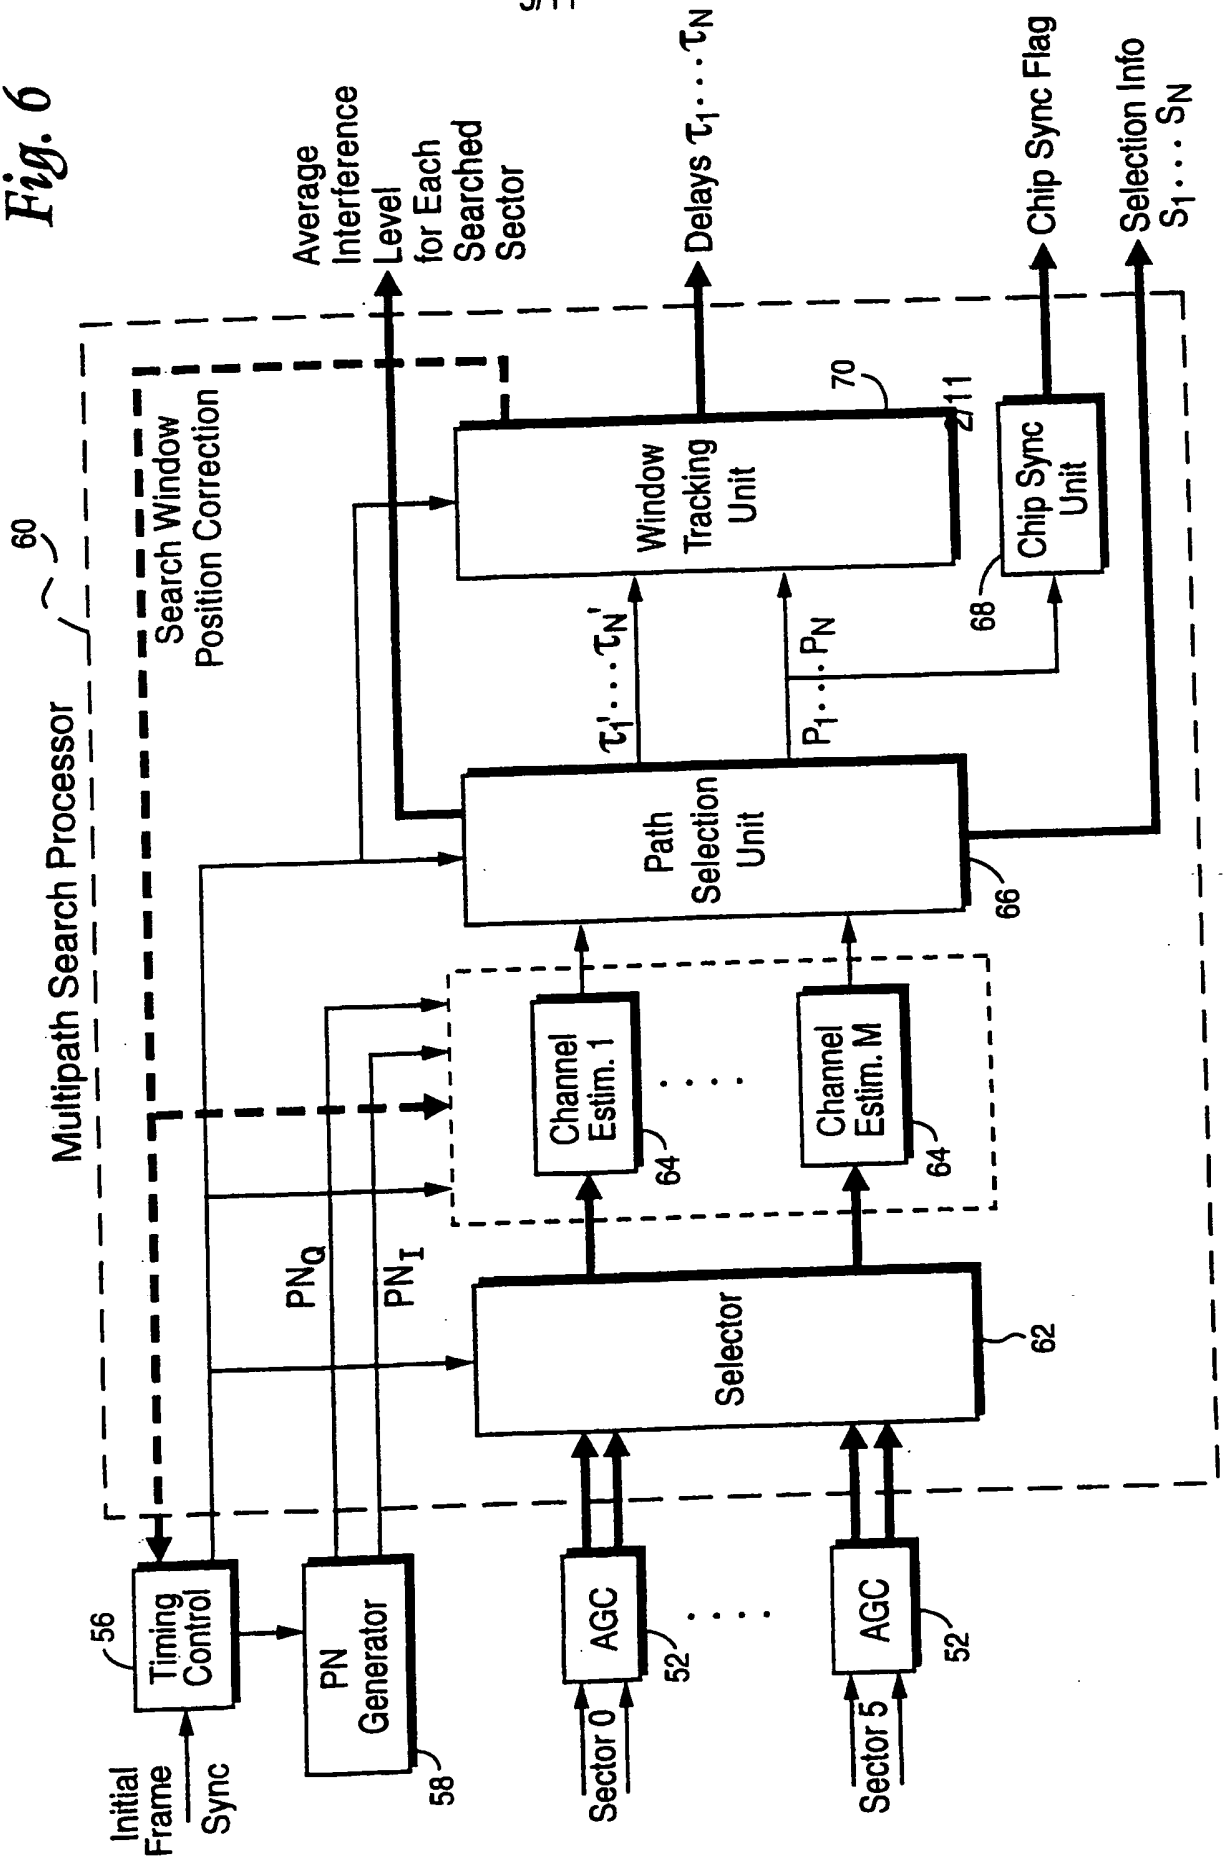 Fig. 6
Multipath Search Processor
60
Initial
Frame
Sync
56
Timing
Control
Search Window
Position Correction
Average
Interference
Level
for Each
Searched
Sector
PN
Generator
58
PNQ
PNI
Sector 0
AGC
52
. . . .
Sector 5
AGC
52
Selector
62
Channel
Estim. 1
64
. . . .
Channel
Estim. M
64
Path
Selection
Unit
66
τ1'....τN'
P1....PN
Window
Tracking
Unit
70
2/11
Delays τ1...τN
68
Chip Sync
Unit
Chip Sync Flag
Selection Info
S1... SN